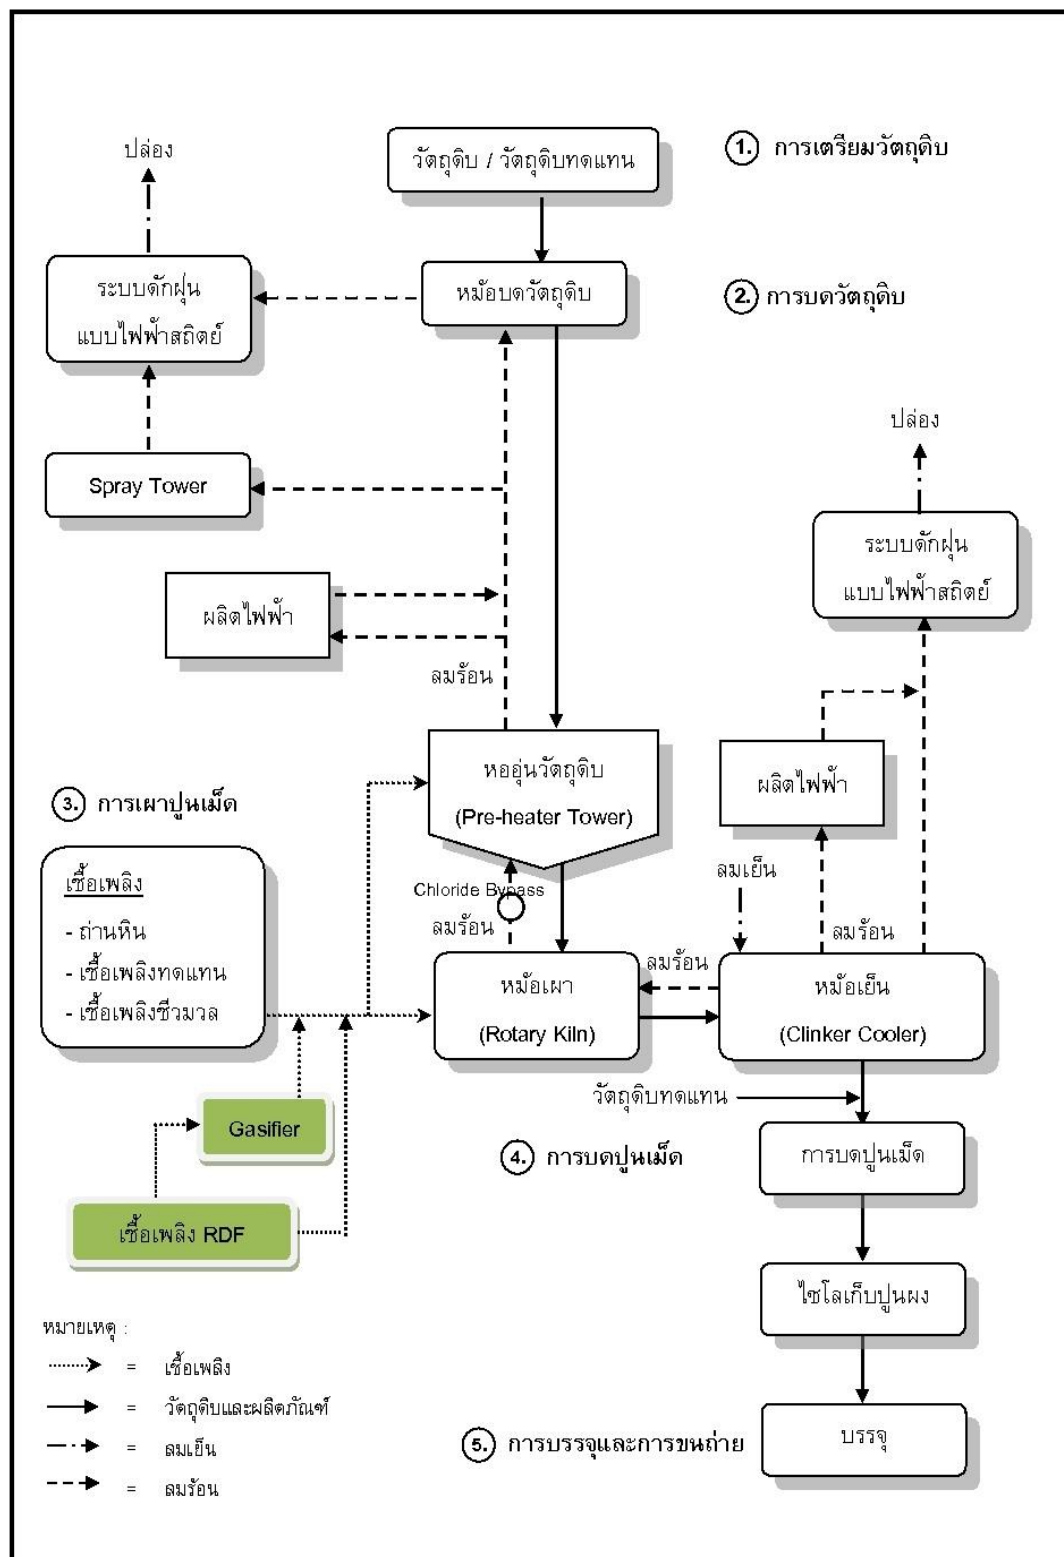 ปล่อง
วัตถุดิบ / วัตถุดิบทดแทน
1. การเตรียมวัตถุดิบ
ระบบดักฝุ่น
แบบไฟฟ้าสถิตย์
หม้อบดวัตถุดิบ
2. การบดวัตถุดิบ
ปล่อง
Spray Tower
ระบบดักฝุ่น
แบบไฟฟ้าสถิตย์
ผลิตไฟฟ้า
ลมร้อน
หออุ่นวัตถุดิบ
(Pre-heater Tower)
ผลิตไฟฟ้า
3. การเผาปูนเม็ด
เชื้อเพลิง
- ถ่านหิน
- เชื้อเพลิงทดแทน
- เชื้อเพลิงชีวมวล
Chloride Bypass
ลมร้อน
ลมเย็น
ลมร้อน
ลมร้อน
หม้อเผา
(Rotary Kiln)
หม้อเย็น
(Clinker Cooler)
วัตถุดิบทดแทน
Gasifier
4. การบดปูนเม็ด
การบดปูนเม็ด
เชื้อเพลิง RDF
ไซโลเก็บปูนผง
หมายเหตุ :
= เชื้อเพลิง
= วัตถุดิบและผลิตภัณฑ์
= ลมเย็น
= ลมร้อน
5. การบรรจุและการขนถ่าย
บรรจุ